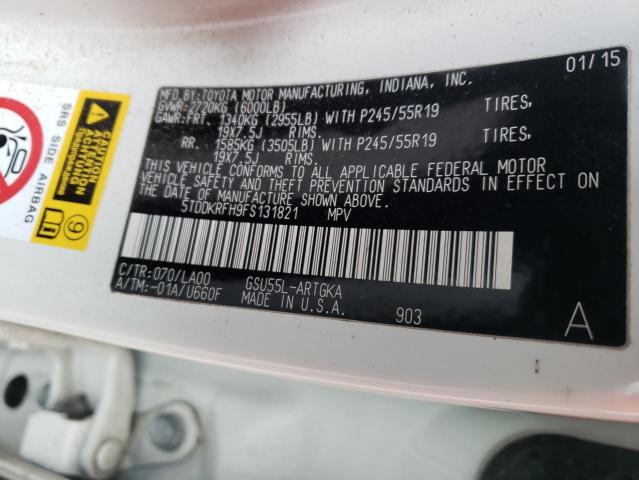 MFD.BY:TOYOTA MOTOR MANUFACTURING, INDIANA, INC. 01/15
GVWR:2720KG (6000LB)
GAWR:FRT. 1340KG (2955LB) WITH P245/55R19 Tires
19X7.5J RIMS.
RR. 1585KG (3505LB) WITH P245/55R19 Tires
19X7.5J RIMS.
THIS VEHICLE CONFORMS TO ALL APPLICABLE FEDERAL MOTOR
VEHICLE SAFETY AND THEFT PREVENTION STANDARDS IN EFFECT ON
THE DATE OF MANUFACTURE SHOWN ABOVE.
5TDDKRFH9FS131821 MPV
C/TR:070/LA00 GSU55L-ARTGKA
A/TM:-01A/U660F MADE IN U.S.A. 903 A
SRS SIDE AIRBAG
CAUTION
9